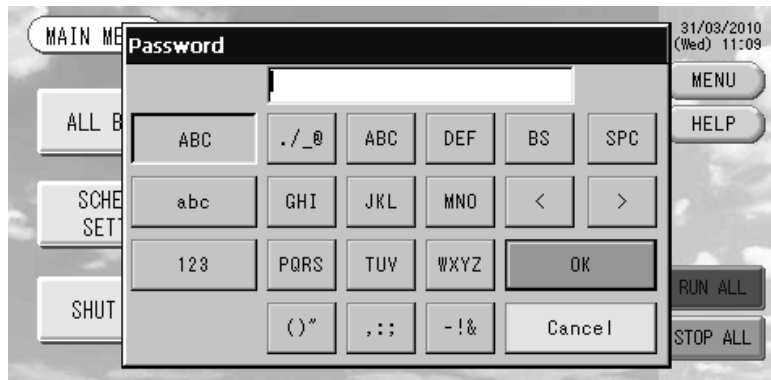 MAIN ME
31/03/2010
(Wed) 11:09
Password
MENU
HELP
ALL B
ABC ./_@ ABC DEF BS SPC
SCHE
SETT
abc GHI JKL MNO < >
123 PQRS TUV WXYZ OK
RUN ALL
SHUT
()" ,:; -!& Cancel
STOP ALL